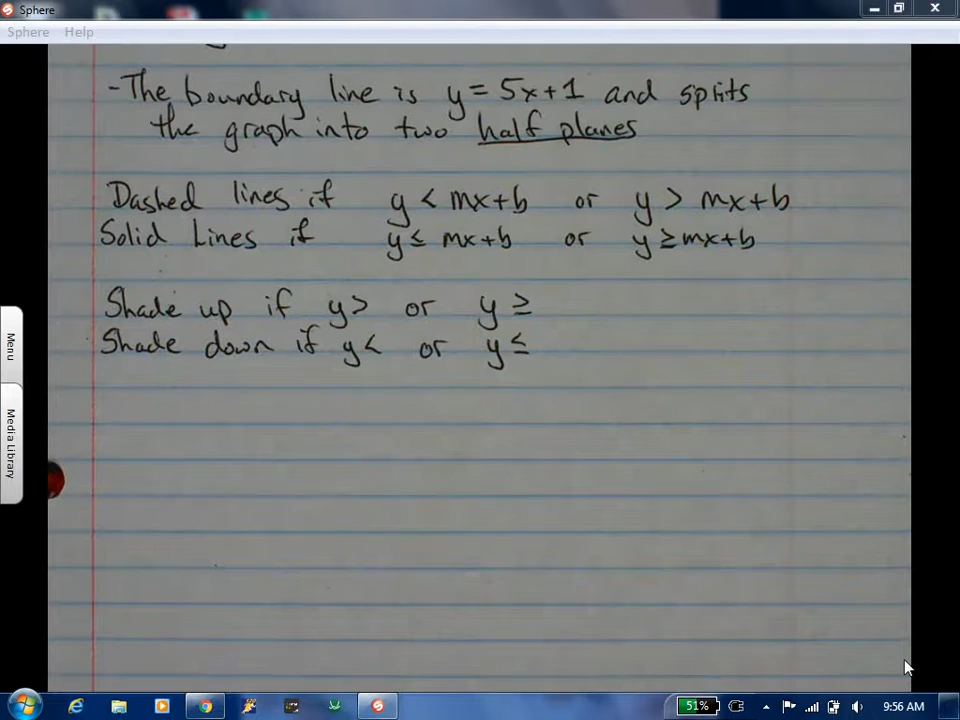 Sphere
Sphere Help
-The boundary line is y = 5x+1 and splits
the graph into two half planes
Dashed lines if y < mx+b or y > mx+b
Solid Lines if y ≤ mx+b or y ≥ mx+b
Shade up if y> or y ≥
Shade down if y< or y ≤
Menu
Media Library
51%
9:56 AM